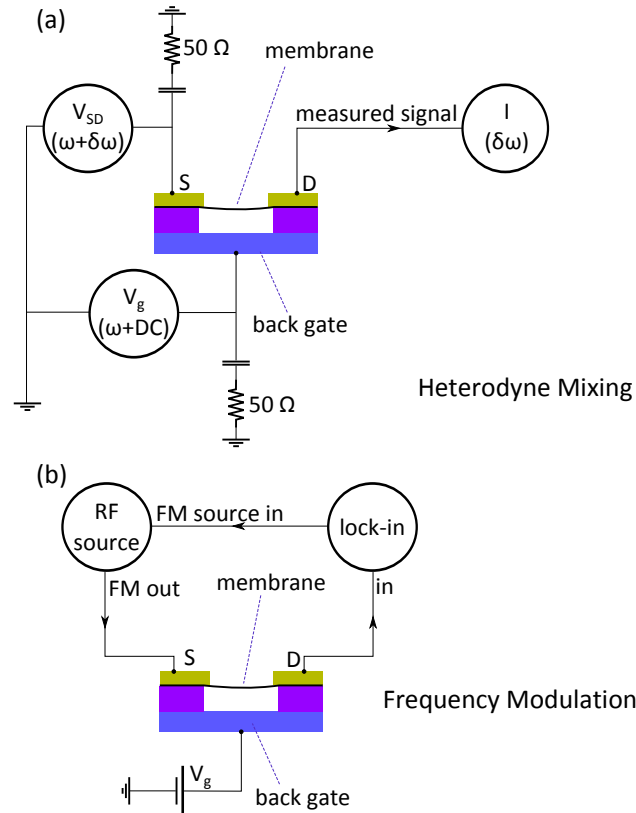 (a)
50 Ω
membrane
V_SD
(ω+δω)
measured signal
I
(δω)
S
D
V_g
(ω+DC)
back gate
50 Ω
Heterodyne Mixing
(b)
RF
source
FM source in
lock-in
FM out
membrane
in
S
D
Frequency Modulation
V_g
back gate